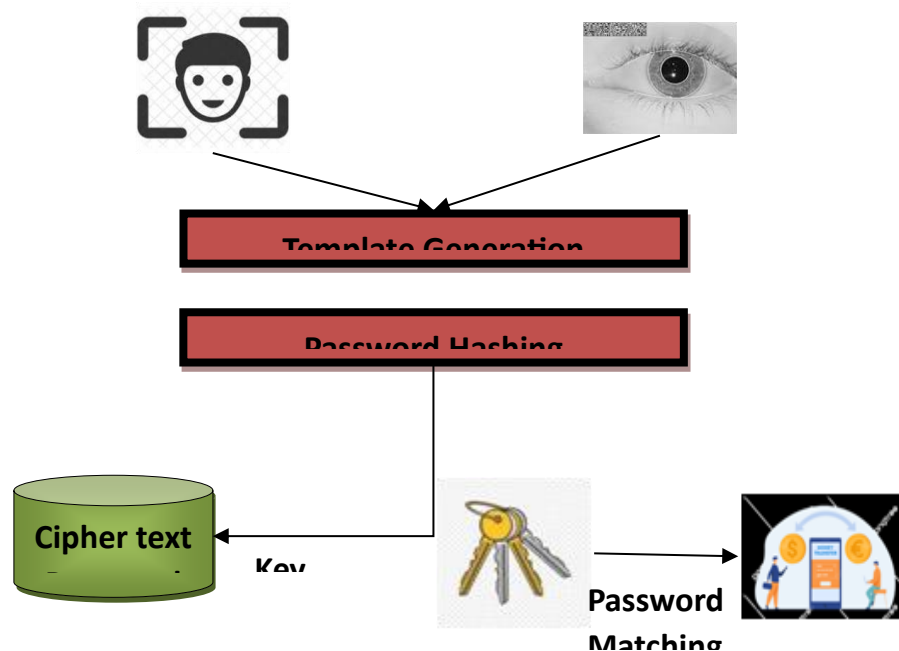 Template Generation
Password Hashing
Cipher text
Key
Password
Matching